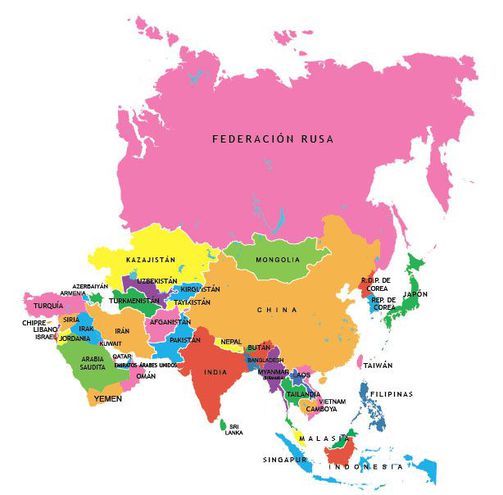 FEDERACIÓN RUSA
KAZAJISTÁN
MONGOLIA
UZBEKISTÁN
KIRGUISTÁN
AZERBAIYÁN
ARMENIA
TURKMENISTÁN
TAYIKISTÁN
TURQUÍA
CHINA
R.D.P. DE
COREA
JAPÓN
REP. DE
COREA
CHIPRE
SIRIA
LIBANO
IRAK
IRÁN
AFGANISTÁN
ISRAEL
JORDANIA
KUWAIT
PAKISTÁN
NEPAL
BUTÁN
ARABIA
SAUDITA
QATAR
EMIRATOS ÁRABES UNIDOS
OMÁN
INDIA
BANGLADESH
MYANMAR
LAOS
TAIWÁN
YEMEN
TAILANDIA
VIETNAM
CAMBOYA
FILIPINAS
SRI
LANKA
MALASIA
SINGAPUR
INDONESIA